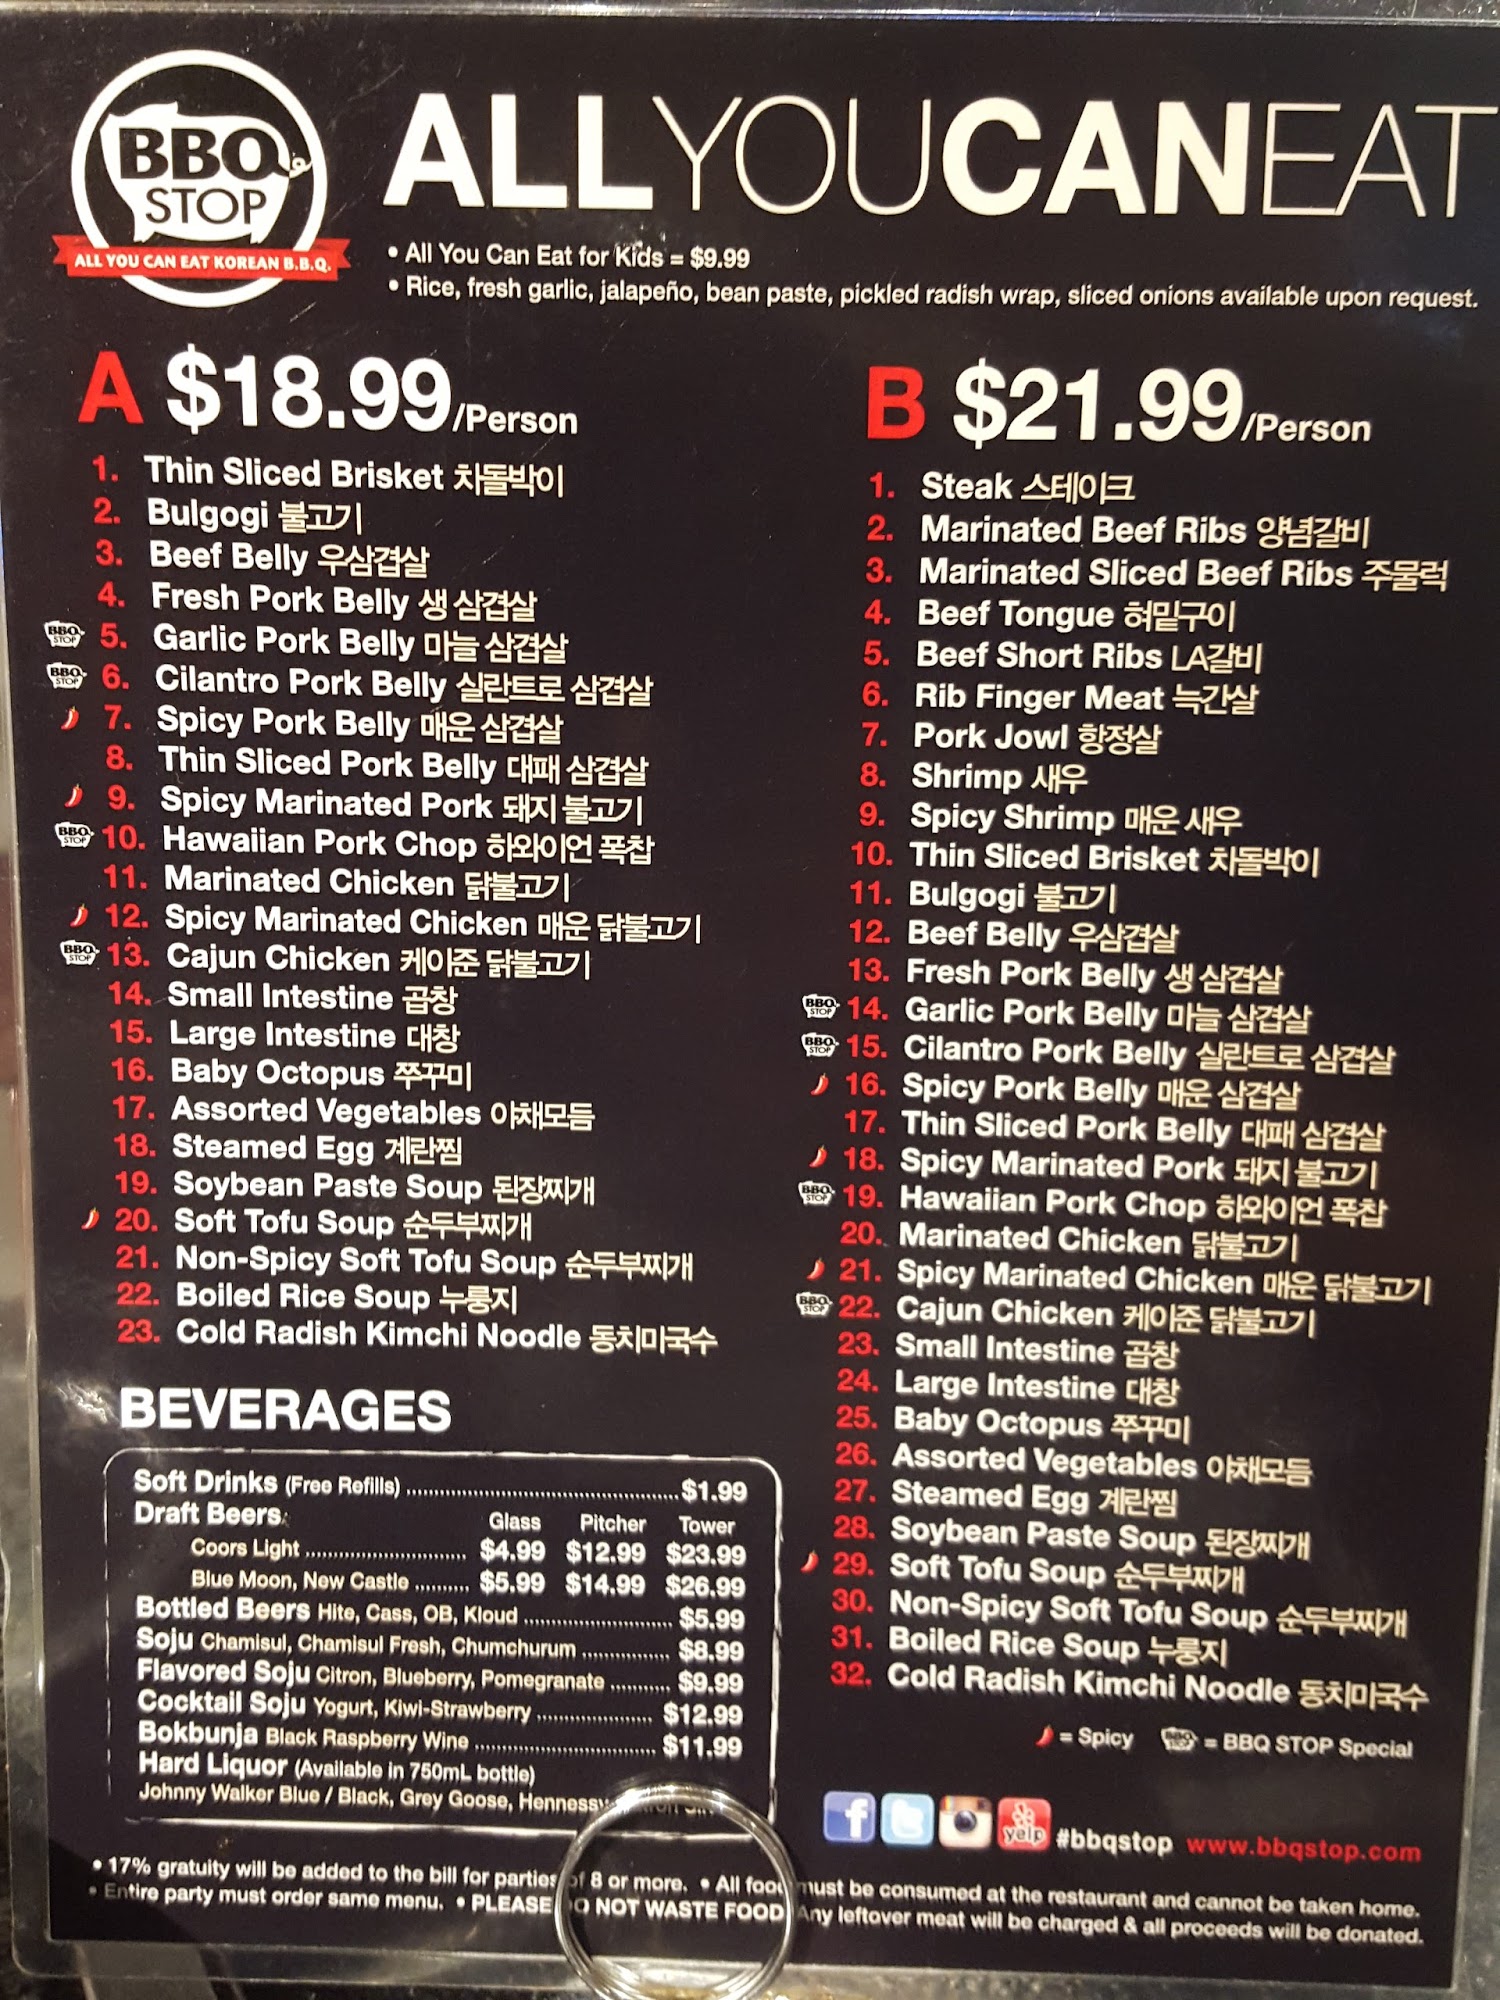 BBQ
STOP
ALL YOU CAN EAT KOREAN B.B.Q.
ALLYOUCANEAT
• All You Can Eat for Kids = $9.99
• Rice, fresh garlic, jalapeño, bean paste, pickled radish wrap, sliced onions available upon request.
A $18.99/Person
1. Thin Sliced Brisket 차돌박이
2. Bulgogi 불고기
3. Beef Belly 우삼겹살
4. Fresh Pork Belly 생 삼겹살
BBQ STOP 5. Garlic Pork Belly 마늘 삼겹살
BBQ STOP 6. Cilantro Pork Belly 실란트로 삼겹살
7. Spicy Pork Belly 매운 삼겹살
8. Thin Sliced Pork Belly 대패 삼겹살
9. Spicy Marinated Pork 돼지 불고기
BBQ STOP 10. Hawaiian Pork Chop 하와이언 폭찹
11. Marinated Chicken 닭불고기
12. Spicy Marinated Chicken 매운 닭불고기
BBQ STOP 13. Cajun Chicken 케이준 닭불고기
14. Small Intestine 곱창
15. Large Intestine 대창
16. Baby Octopus 쭈꾸미
17. Assorted Vegetables 야채모듬
18. Steamed Egg 계란찜
19. Soybean Paste Soup 된장찌개
20. Soft Tofu Soup 순두부찌개
21. Non-Spicy Soft Tofu Soup 순두부찌개
22. Boiled Rice Soup 누룽지
23. Cold Radish Kimchi Noodle 동치미국수
BEVERAGES
Soft Drinks (Free Refills) $1.99
Draft Beers Glass Pitcher Tower
Coors Light $4.99 $12.99 $23.99
Blue Moon, New Castle $5.99 $14.99 $26.99
Bottled Beers Hite, Cass, OB, Kloud $5.99
Soju Chamisul, Chamisul Fresh, Chumchurum $8.99
Flavored Soju Citron, Blueberry, Pomegranate $9.99
Cocktail Soju Yogurt, Kiwi-Strawberry $12.99
Bokbunja Black Raspberry Wine $11.99
Hard Liquor (Available in 750mL bottle)
Johnny Walker Blue / Black, Grey Goose, Hennessy
B $21.99/Person
1. Steak 스테이크
2. Marinated Beef Ribs 양념갈비
3. Marinated Sliced Beef Ribs 주물럭
4. Beef Tongue 혀밑구이
5. Beef Short Ribs LA갈비
6. Rib Finger Meat 늑간살
7. Pork Jowl 항정살
8. Shrimp 새우
9. Spicy Shrimp 매운 새우
10. Thin Sliced Brisket 차돌박이
11. Bulgogi 불고기
12. Beef Belly 우삼겹살
13. Fresh Pork Belly 생 삼겹살
BBQ STOP 14. Garlic Pork Belly 마늘 삼겹살
BBQ STOP 15. Cilantro Pork Belly 실란트로 삼겹살
16. Spicy Pork Belly 매운 삼겹살
17. Thin Sliced Pork Belly 대패 삼겹살
18. Spicy Marinated Pork 돼지 불고기
BBQ STOP 19. Hawaiian Pork Chop 하와이언 폭찹
20. Marinated Chicken 닭불고기
21. Spicy Marinated Chicken 매운 닭불고기
BBQ STOP 22. Cajun Chicken 케이준 닭불고기
23. Small Intestine 곱창
24. Large Intestine 대창
25. Baby Octopus 쭈꾸미
26. Assorted Vegetables 야채모듬
27. Steamed Egg 계란찜
28. Soybean Paste Soup 된장찌개
29. Soft Tofu Soup 순두부찌개
30. Non-Spicy Soft Tofu Soup 순두부찌개
31. Boiled Rice Soup 누룽지
32. Cold Radish Kimchi Noodle 동치미국수
= Spicy = BBQ STOP Special
yelp #bbqstop www.bbqstop.com
• 17% gratuity will be added to the bill for parties of 8 or more. • All food must be consumed at the restaurant and cannot be taken home.
• Entire party must order same menu. • PLEASE DO NOT WASTE FOOD Any leftover meat will be charged & all proceeds will be donated.